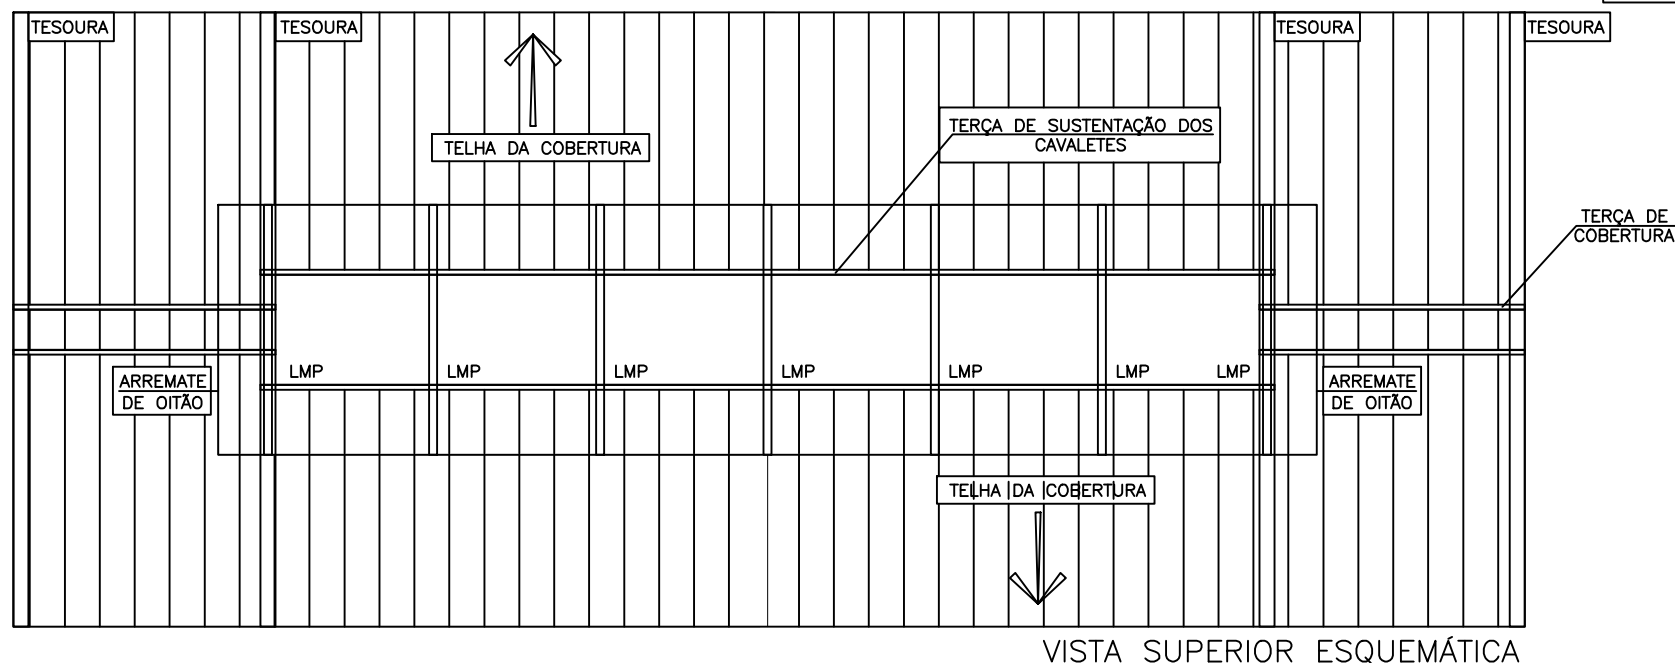 TESOURA
TESOURA
TESOURA
TESOURA
TELHA DA COBERTURA
TERÇA DE SUSTENTAÇÃO DOS
CAVALETES
TERÇA DE
COBERTURA
LMP
LMP
LMP
LMP
LMP
LMP
LMP
ARREMATE
DE OITÃO
ARREMATE
DE OITÃO
TELHA DA COBERTURA
VISTA SUPERIOR ESQUEMÁTICA